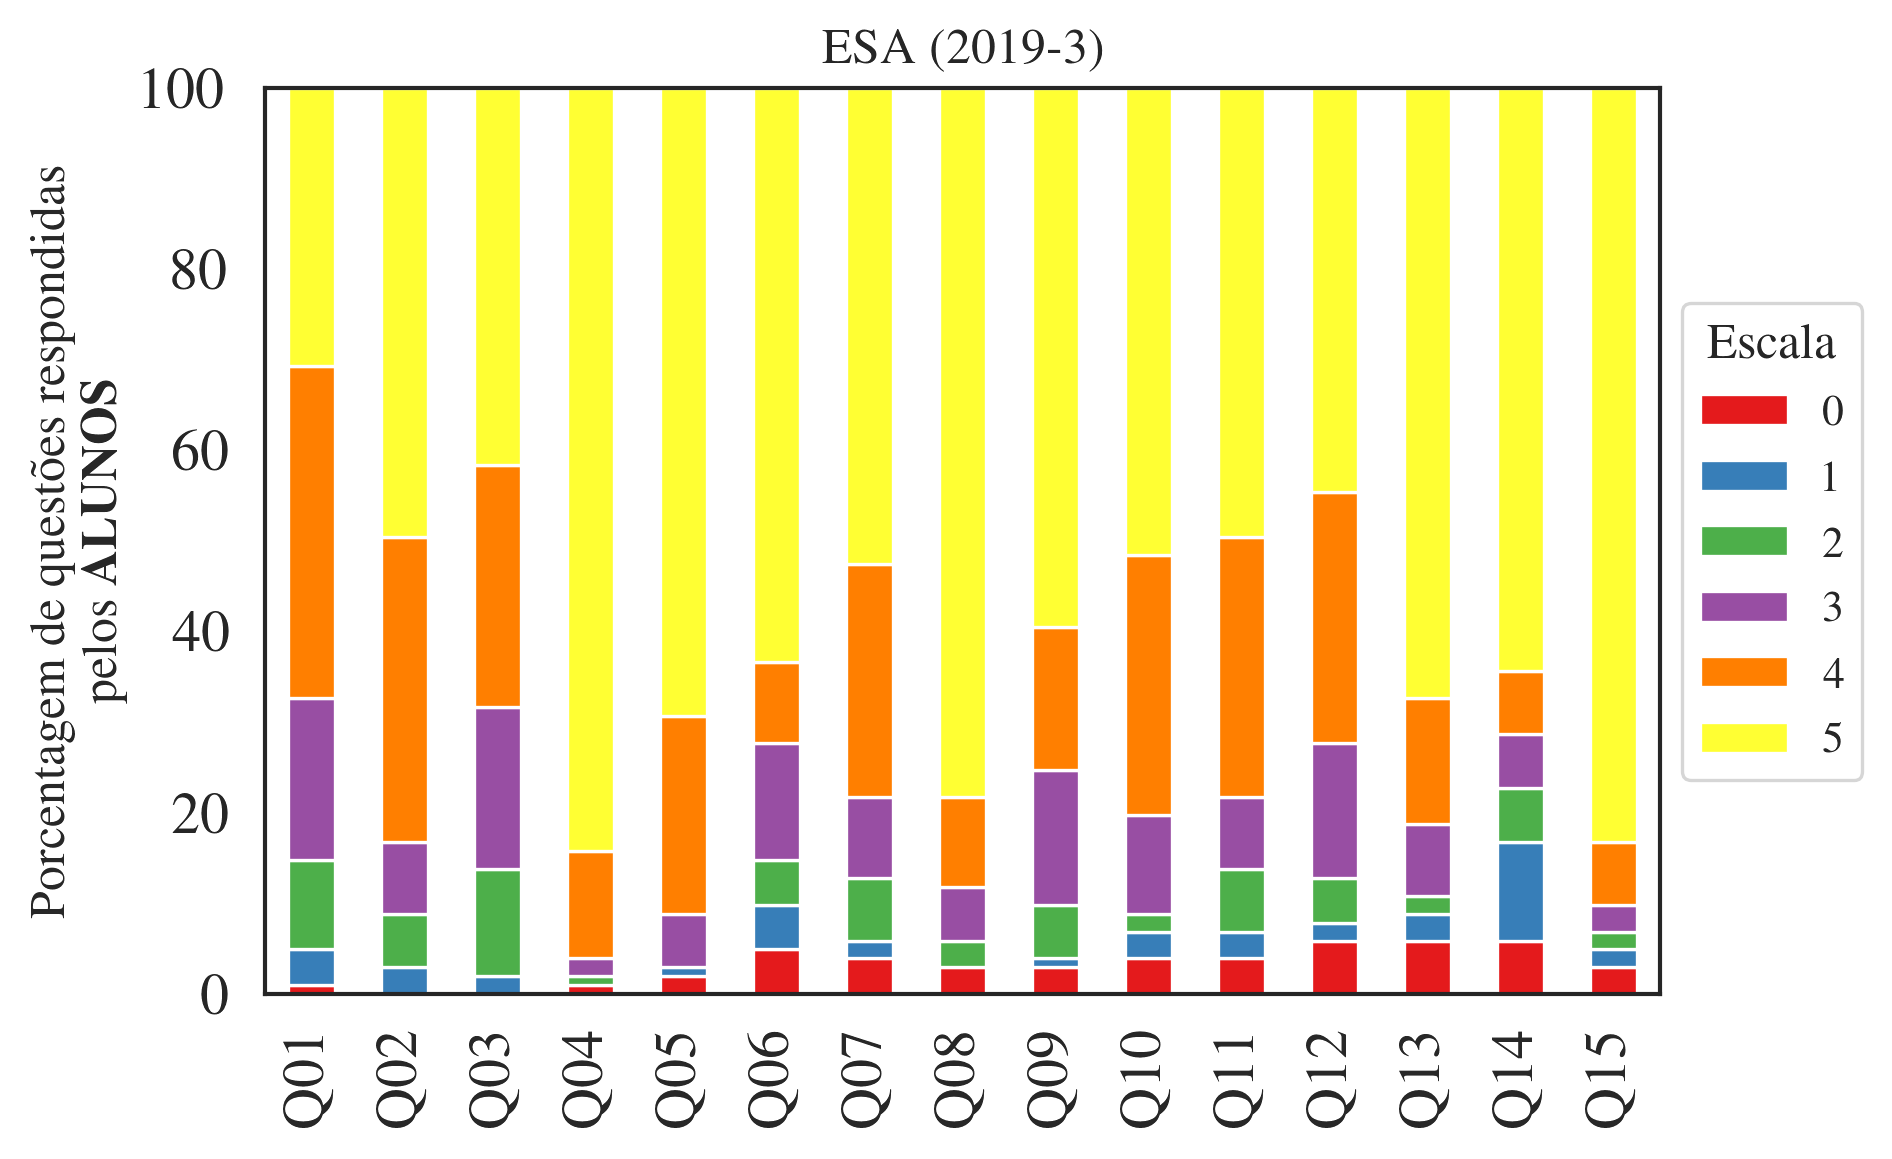 ESA (2019-3)
Porcentagem de questões respondidas
pelos ALUNOS
100
80
60
40
20
0
Q01
Q02
Q03
Q04
Q05
Q06
Q07
Q08
Q09
Q10
Q11
Q12
Q13
Q14
Q15
Escala
0
1
2
3
4
5